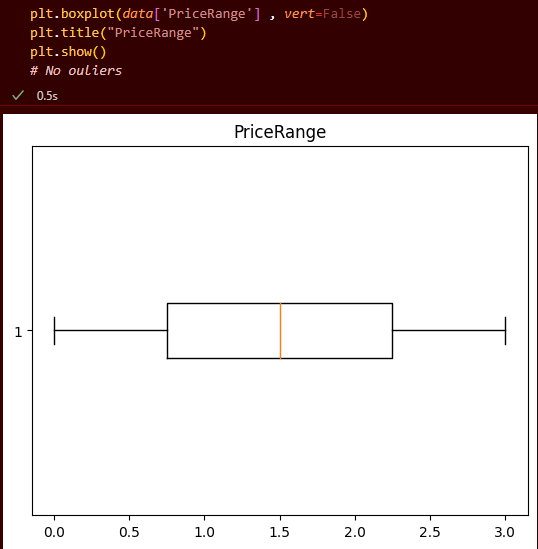 plt.boxplot(data['PriceRange'] , vert=False)
plt.title("PriceRange")
plt.show()
# No ouliers
0.5s
PriceRange
1
0.0 0.5 1.0 1.5 2.0 2.5 3.0